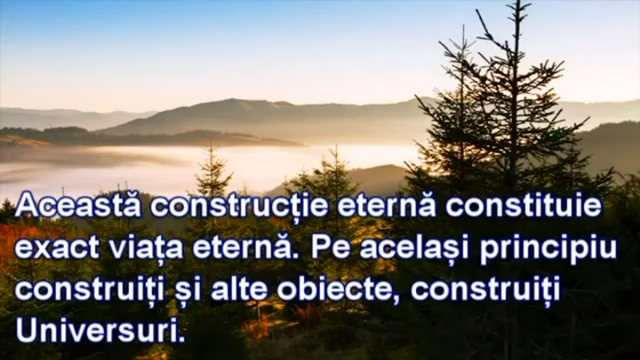 Această construcție eternă constituie
exact viața eternă. Pe același principiu
construiți și alte obiecte, construiți
Universuri.